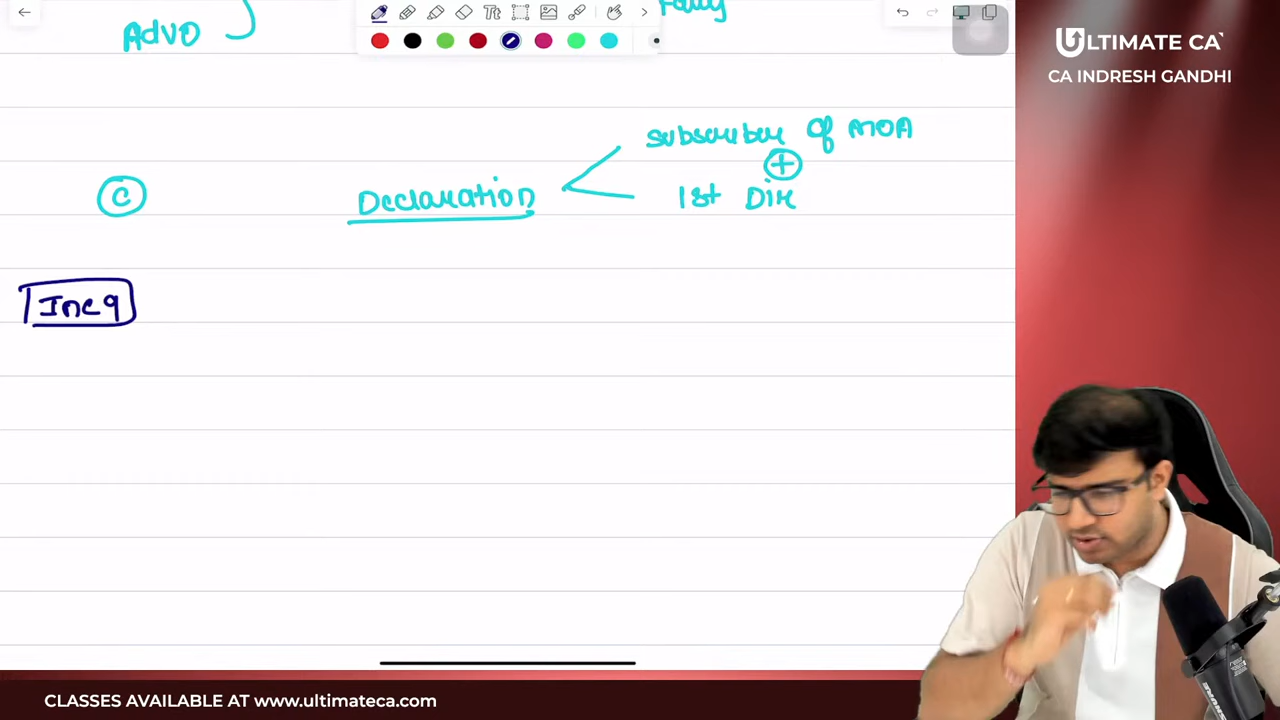 AdVO
ULTIMATE CA
CA INDRESH GANDHI
Subscriber of MOA
+
C Declaration 1st Dir
Inc 9
CLASSES AVAILABLE AT www.ultimateca.com